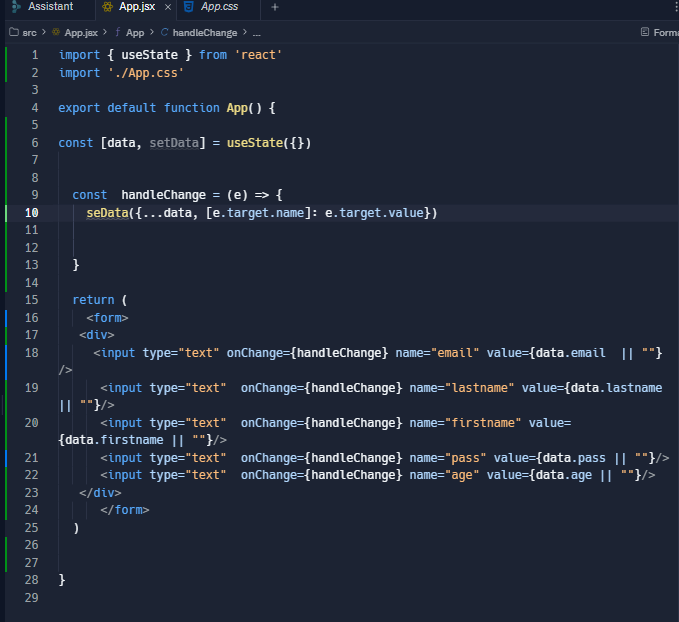 Assistant App.jsx × App.css +
src > App.jsx > f App > handleChange > ... Forma
1 import { useState } from 'react'
2 import './App.css'
3
4 export default function App() {
5
6 const [data, setData] = useState({})
7
8
9 const  handleChange = (e) => {
10 seData({...data, [e.target.name]: e.target.value})
11
12
13 }
14
15 return (
16 <form>
17 <div>
18 <input type="text" onChange={handleChange} name="email" value={data.email  || ""}
/>
19 <input type="text"  onChange={handleChange} name="lastname" value={data.lastname
|| ""}/>
20 <input type="text"  onChange={handleChange} name="firstname" value=
{data.firstname || ""}/>
21 <input type="text"  onChange={handleChange} name="pass" value={data.pass || ""}/>
22 <input type="text"  onChange={handleChange} name="age" value={data.age || ""}/>
23 </div>
24 </form>
25 )
26
27
28 }
29